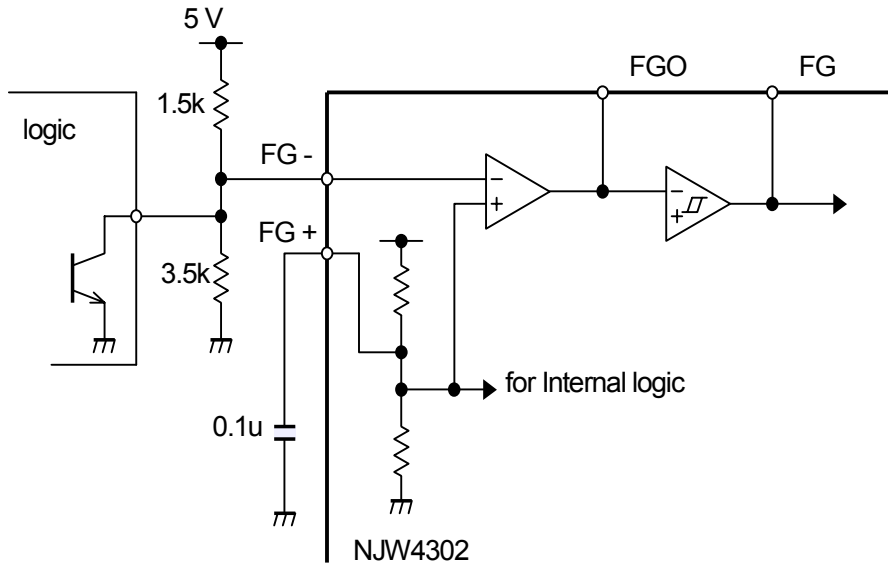 5 V
FGO
FG
1.5k
logic
FG -
−
+
−
+
FG +
3.5k
for Internal logic
0.1u
NJW4302